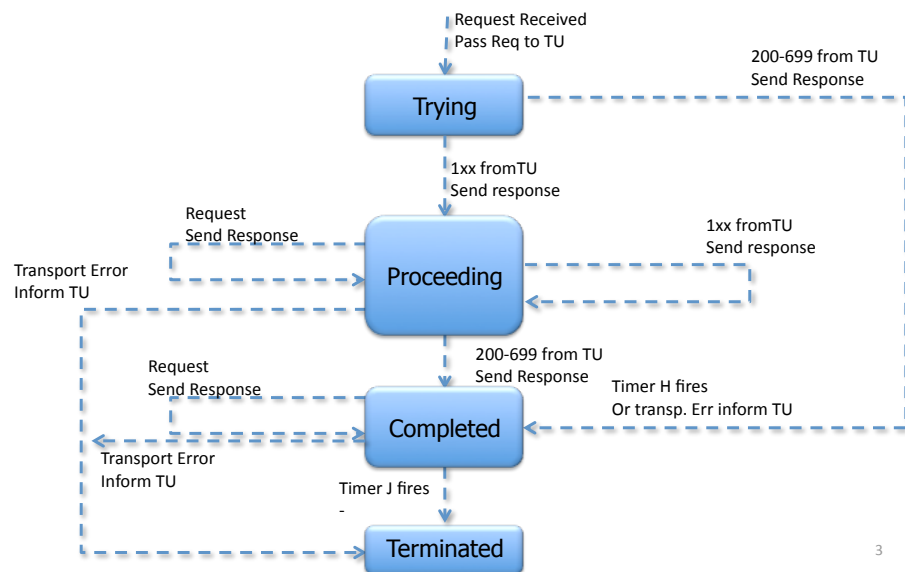 Request Received
Pass Req to TU
200-699 from TU
Send Response
Trying
1xx fromTU
Send response
Request
Send Response
1xx fromTU
Send response
Proceeding
Transport Error
Inform TU
200-699 from TU
Send Response
Request
Send Response
Timer H fires
Or transp. Err inform TU
Completed
Transport Error
Inform TU
Timer J fires
-
Terminated
3